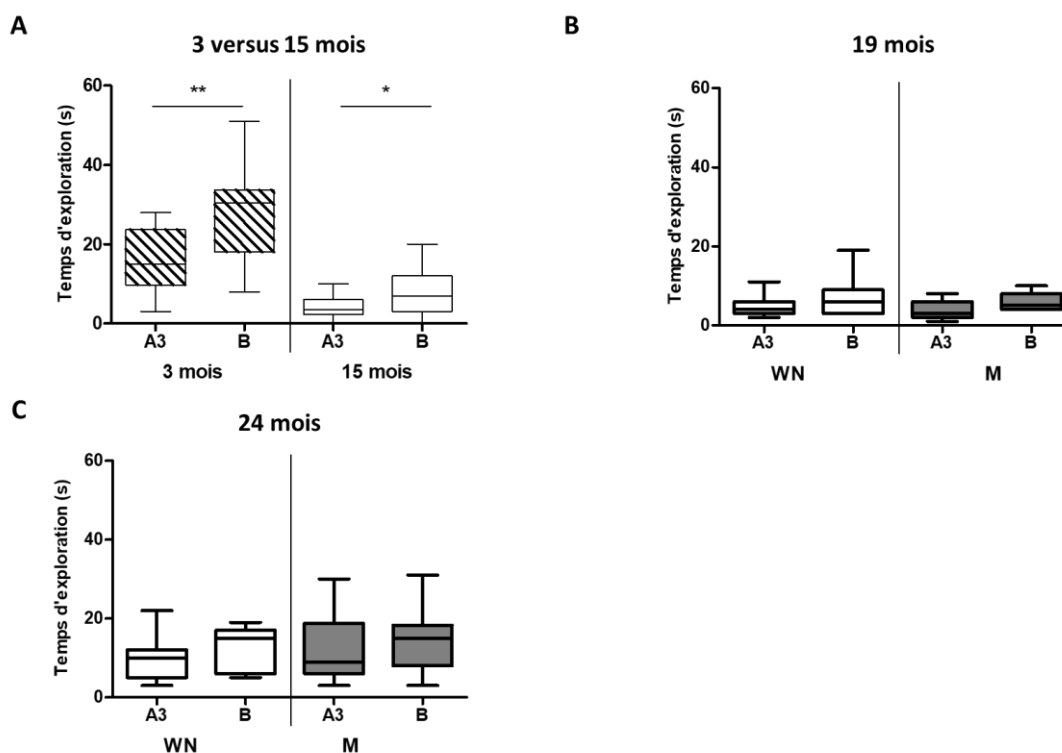 A
3 versus 15 mois
Temps d'exploration (s)
60
40
20
0
**
*
A3 B A3 B
3 mois 15 mois
B
19 mois
Temps d'exploration (s)
60
40
20
0
A3 B A3 B
WN M
C
24 mois
Temps d'exploration (s)
60
40
20
0
A3 B A3 B
WN M